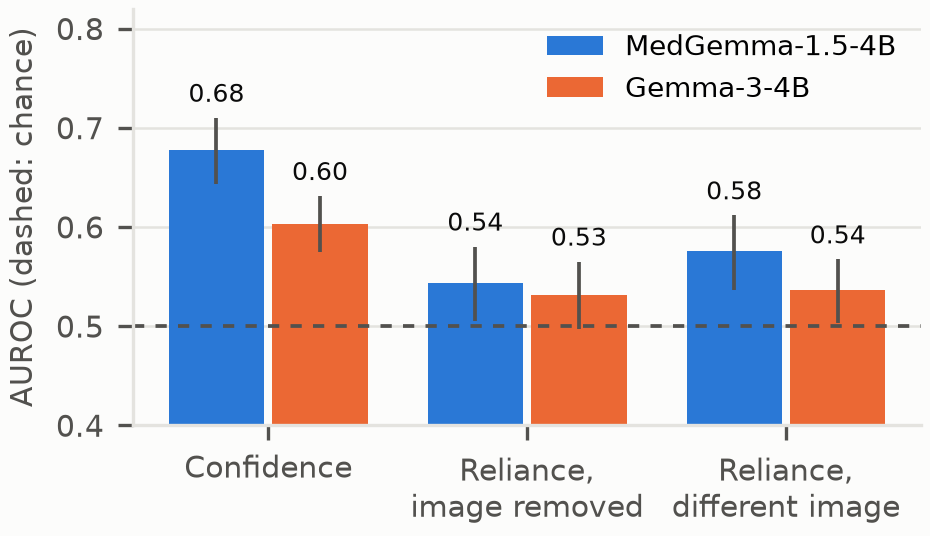 AUROC (dashed: chance)
0.8
0.7
0.6
0.5
0.4
MedGemma-1.5-4B
Gemma-3-4B
0.68
0.60
0.54
0.53
0.58
0.54
Confidence
Reliance,
image removed
Reliance,
different image